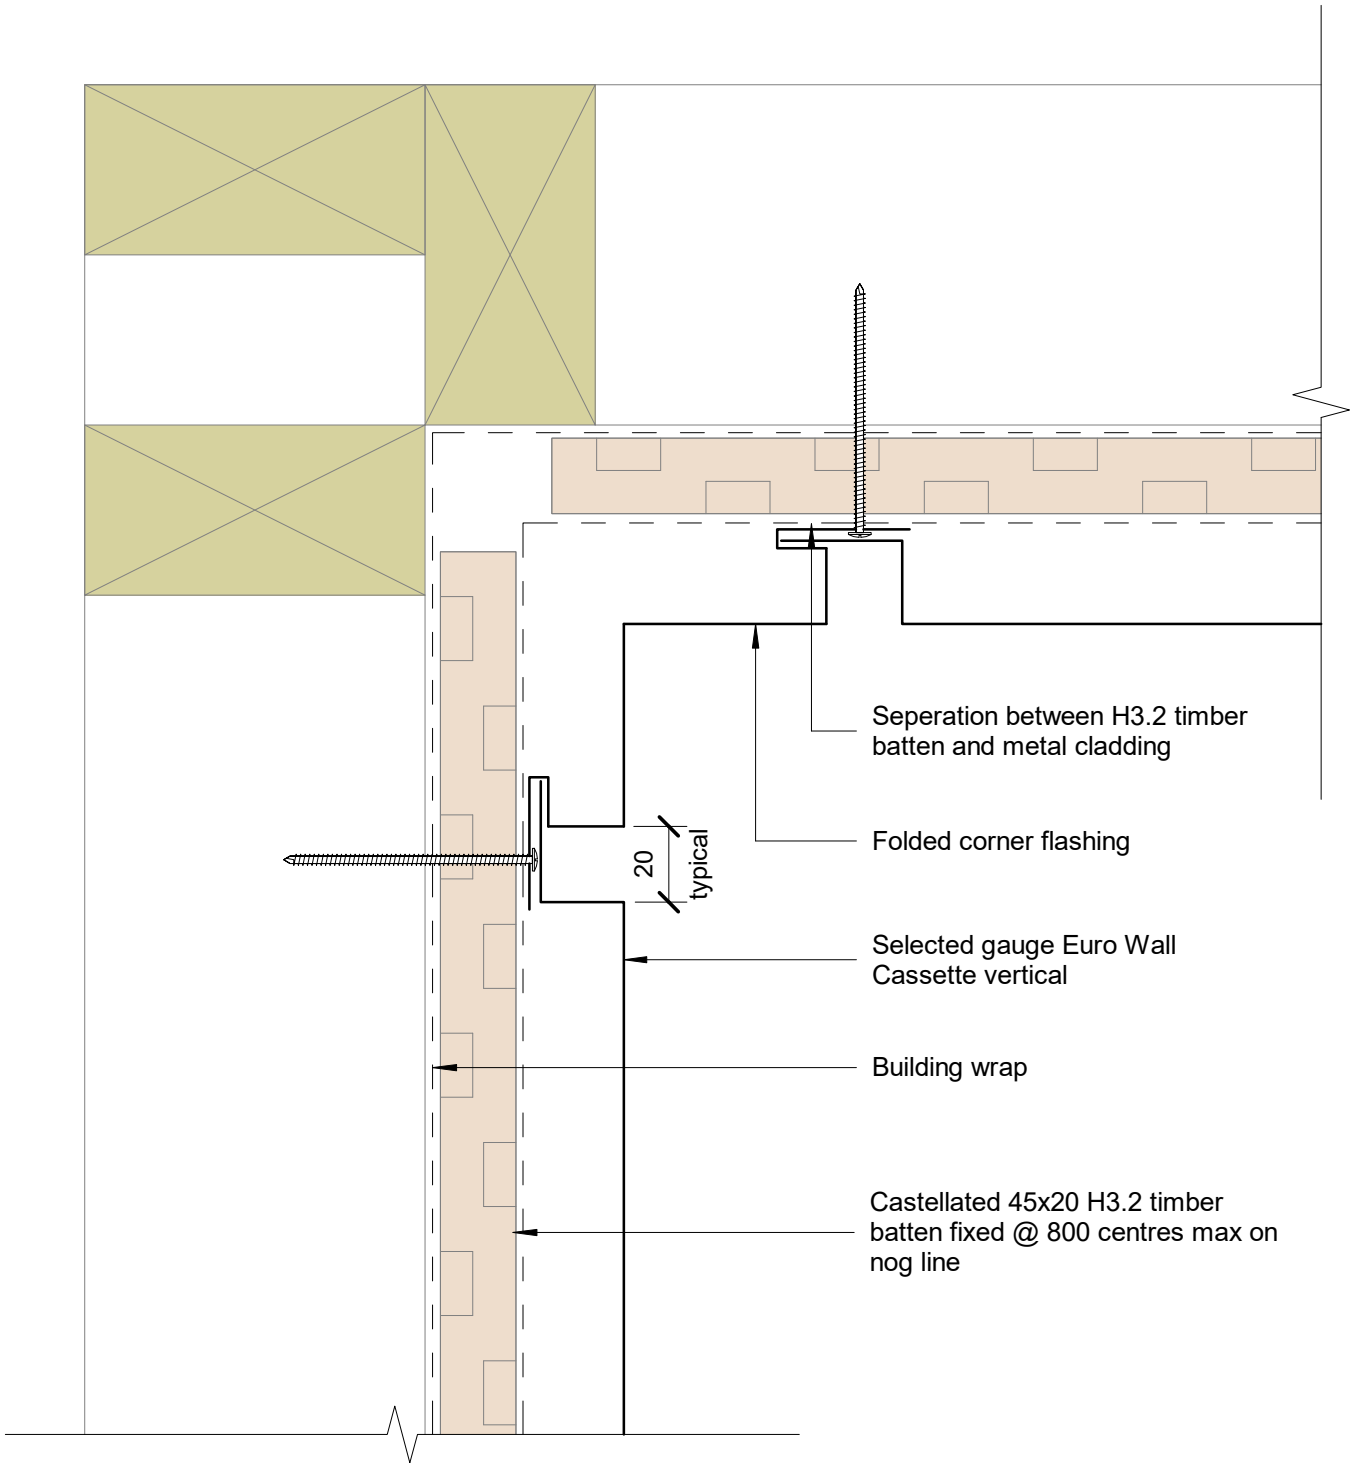 Seperation between H3.2 timber
batten and metal cladding
Folded corner flashing
20
typical
Selected gauge Euro Wall
Cassette vertical
Building wrap
Castellated 45x20 H3.2 timber
batten fixed @ 800 centres max on
nog line